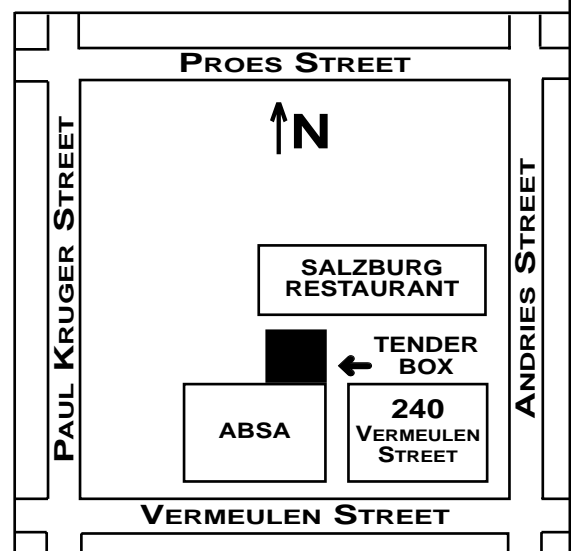 PROES STREET
N
PAUL KRUGER STREET
ANDRIES STREET
SALZBURG
RESTAURANT
TENDER
BOX
ABSA
240
VERMEULEN
STREET
VERMEULEN STREET